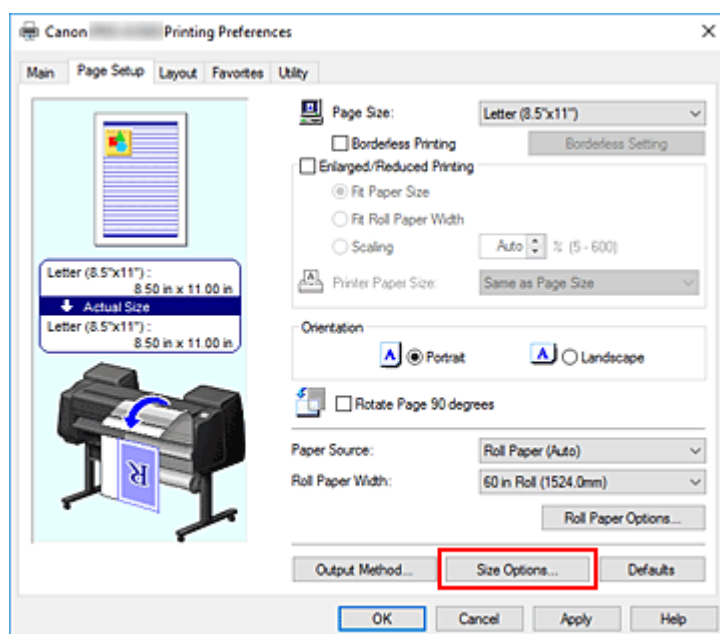 Canon Printing Preferences
Main Page Setup Layout Favorites Utility
Page Size: Letter (8.5"x11")
Borderless Printing Borderless Setting
Enlarged/Reduced Printing
Fit Paper Size
Fit Roll Paper Width
Scaling Auto % (5 - 600)
Printer Paper Size: Same as Page Size
Letter (8.5"x11") :
8.50 in x 11.00 in
Actual Size
Letter (8.5"x11") :
8.50 in x 11.00 in
Orientation
A Portrait A Landscape
Rotate Page 90 degrees
R
Paper Source: Roll Paper (Auto)
Roll Paper Width: 60 in Roll (1524.0mm)
Roll Paper Options...
Output Method... Size Options... Defaults
OK Cancel Apply Help